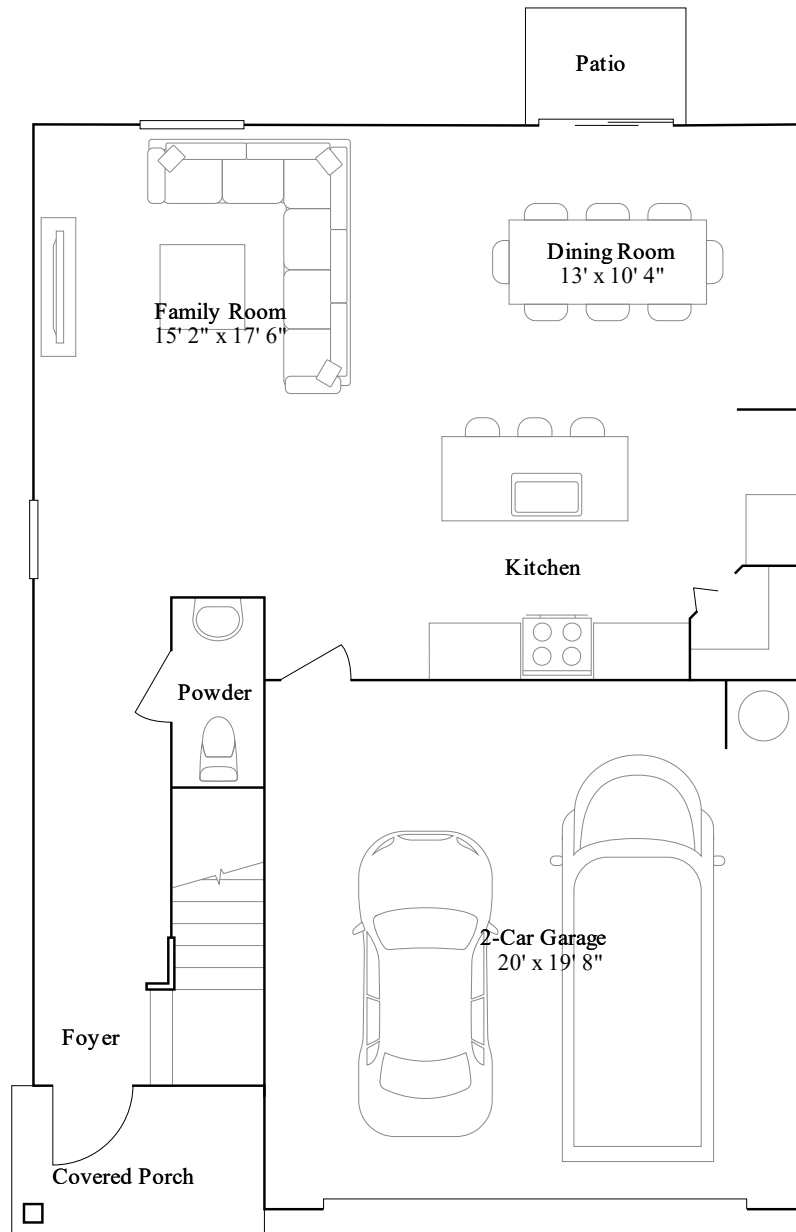 Patio
Dining Room
13' x 10' 4"
Family Room
15' 2" x 17' 6"
Kitchen
Powder
2-Car Garage
20' x 19' 8"
Foyer
Covered Porch